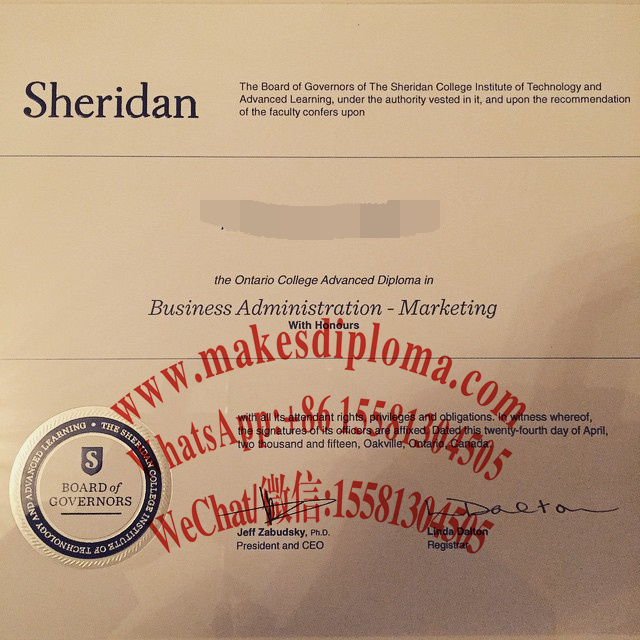 Sheridan
The Board of Governors of The Sheridan College Institute of Technology and
Advanced Learning, under the authority vested in it, and upon the recommendation
of the faculty confers upon
the Ontario College Advanced Diploma in
Business Administration - Marketing
With Honours
www.makesdiploma.com
with all its attendant rights, privileges and obligations. In witness whereof,
the signatures of its officers are affixed. Dated this twenty-fourth day of April,
two thousand and fifteen, Oakville, Ontario, Canada.
WhatsApp:+86 15581304505
WeChat/微信:15581304505
THE SHERIDAN COLLEGE INSTITUTE OF TECHNOLOGY AND ADVANCED LEARNING
S
BOARD of
GOVERNORS
L Dalton
Jeff Zabudsky, Ph.D.
President and CEO
Linda Dalton
Registrar